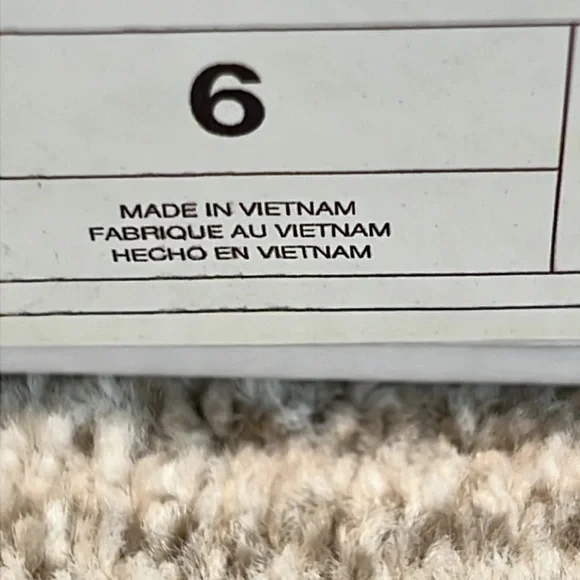 6
MADE IN VIETNAM
FABRIQUE AU VIETNAM
HECHO EN VIETNAM